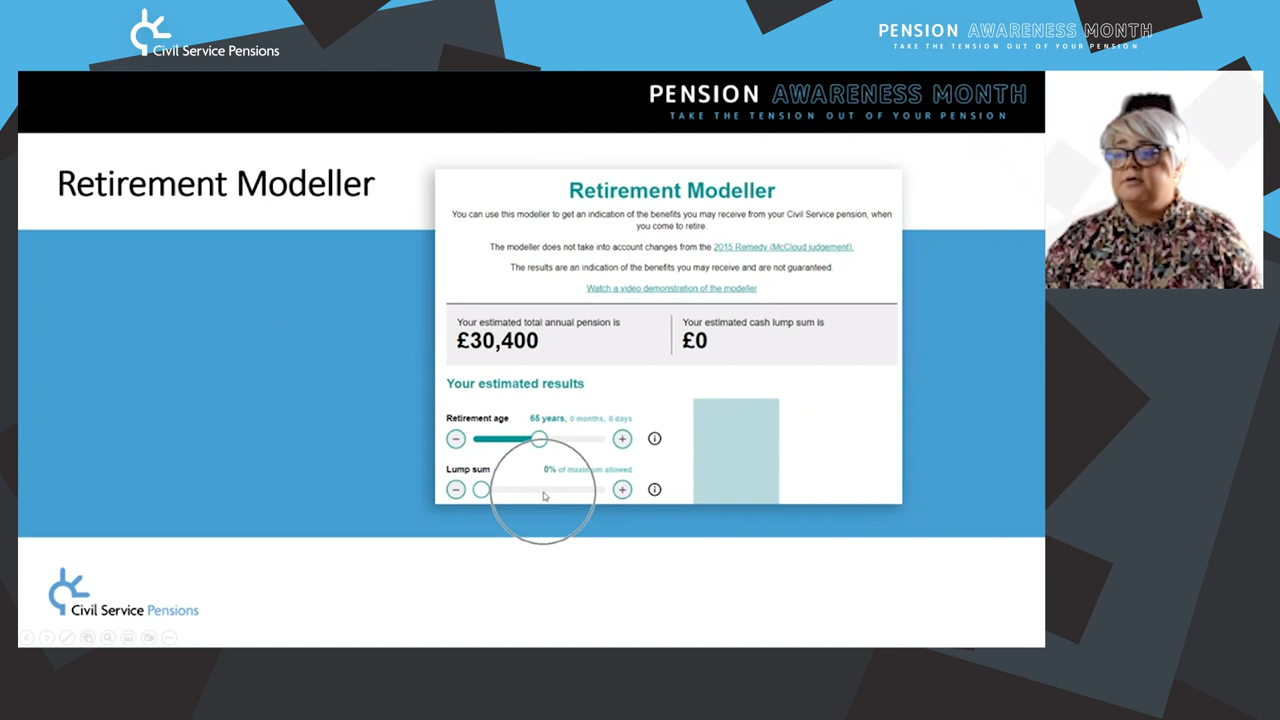 Civil Service Pensions
PENSION AWARENESS MONTH
TAKE THE TENSION OUT OF YOUR PENSION
PENSION AWARENESS MONTH
TAKE THE TENSION OUT OF YOUR PENSION
Retirement Modeller
Retirement Modeller
You can use this modeller to get an indication of the benefits you may receive from your Civil Service pension, when
you come to retire.
The modeller does not take into account changes from the 2015 Remedy (McCloud judgement).
The results are an indication of the benefits you may receive and are not guaranteed.
Watch a video demonstration of the modeller
Your estimated total annual pension is
£30,400
Your estimated cash lump sum is
£0
Your estimated results
Retirement age 65 years, 0 months, 0 days
Lump sum 0% of maximum allowed
Civil Service Pensions